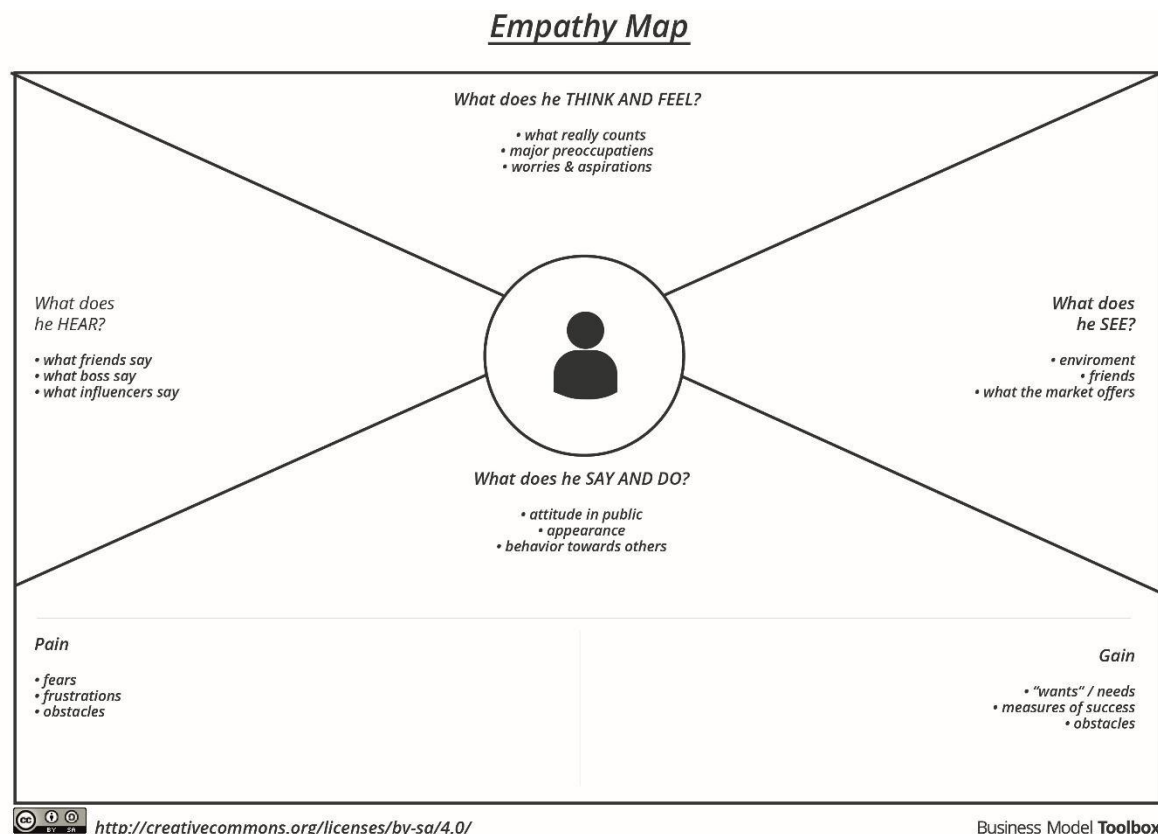 Empathy Map
What does he THINK AND FEEL?
• what really counts
• major preoccupatiens
• worries & aspirations
What does
he HEAR?
• what friends say
• what boss say
• what influencers say
What does
he SEE?
• enviroment
• friends
• what the market offers
What does he SAY AND DO?
• attitude in public
• appearance
• behavior towards others
Pain
• fears
• frustrations
• obstacles
Gain
• “wants” / needs
• measures of success
• obstacles
cc BY SA
http://creativecommons.org/licenses/by-sa/4.0/
Business Model Toolbox